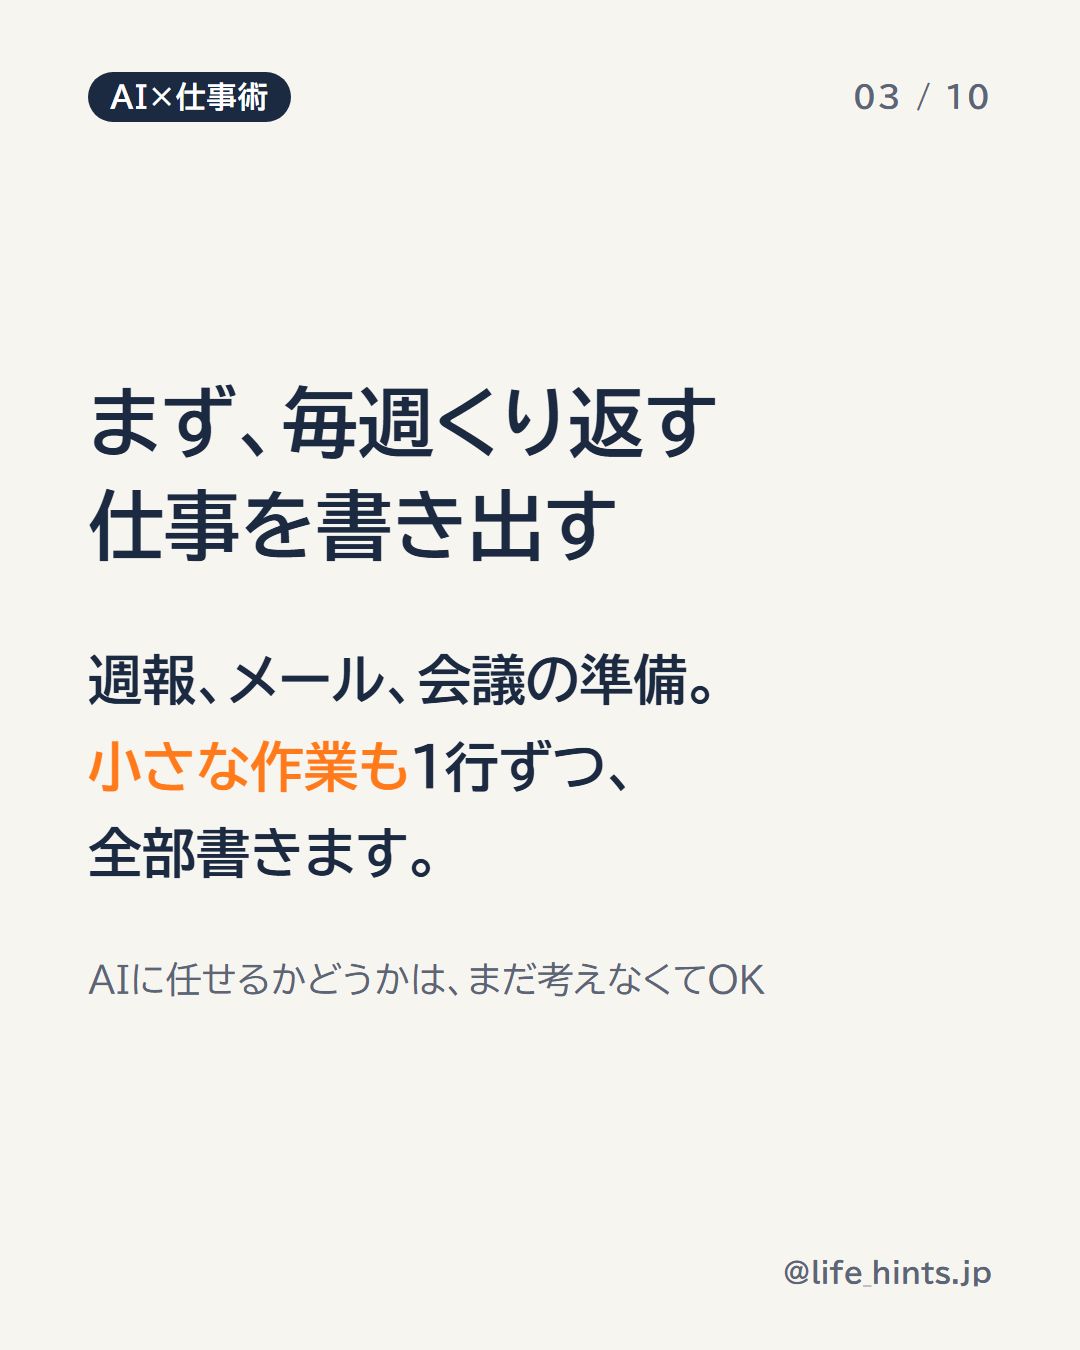 AI×仕事術
03 / 10
まず、毎週くり返す
仕事を書き出す
週報、メール、会議の準備。
小さな作業も1行ずつ、
全部書きます。
AIに任せるかどうかは、まだ考えなくてOK
@life_hints.jp